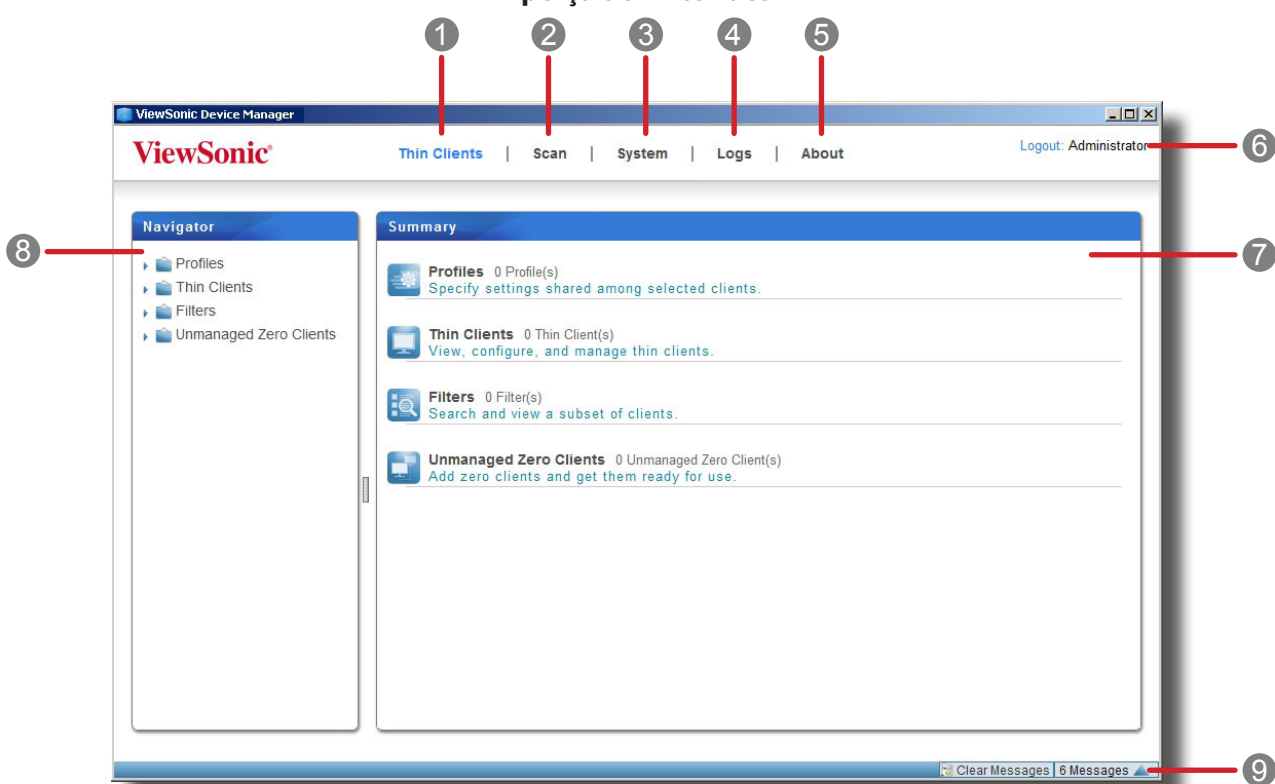 1 2 3 4 5
ViewSonic Device Manager
ViewSonic®
Thin Clients | Scan | System | Logs | About
Logout: Administrator
6
Navigator
8
Profiles
Thin Clients
Filters
Unmanaged Zero Clients
Summary
7
Profiles 0 Profile(s)
Specify settings shared among selected clients.
Thin Clients 0 Thin Client(s)
View, configure, and manage thin clients.
Filters 0 Filter(s)
Search and view a subset of clients.
Unmanaged Zero Clients 0 Unmanaged Zero Client(s)
Add zero clients and get them ready for use.
Clear Messages 6 Messages
9